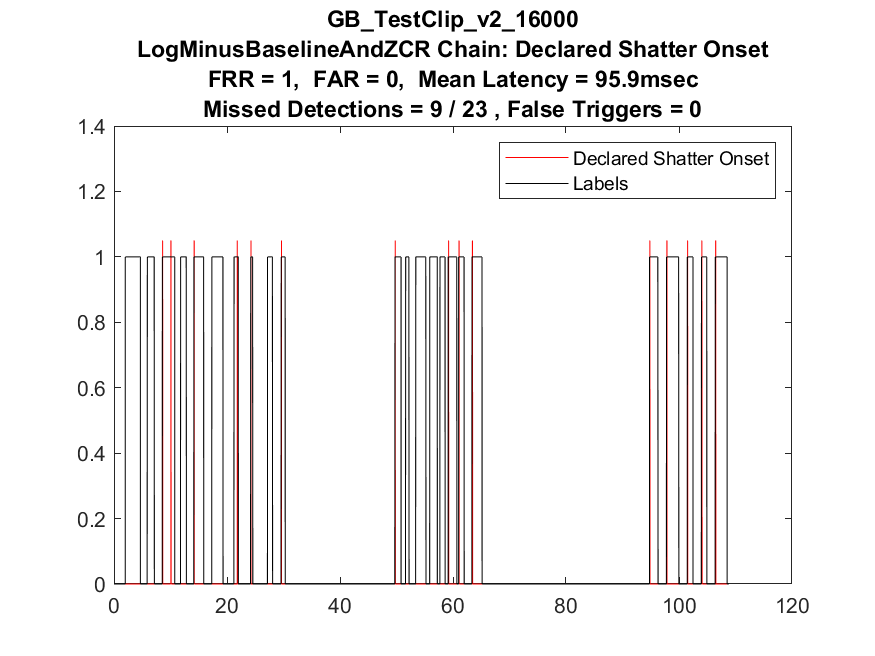 GB_TestClip_v2_16000
LogMinusBaselineAndZCR Chain: Declared Shatter Onset
FRR = 1,  FAR = 0,  Mean Latency = 95.9msec
Missed Detections = 9 / 23 , False Triggers = 0
1.4
Declared Shatter Onset
Labels
1.2
1
0.8
0.6
0.4
0.2
0
0 20 40 60 80 100 120